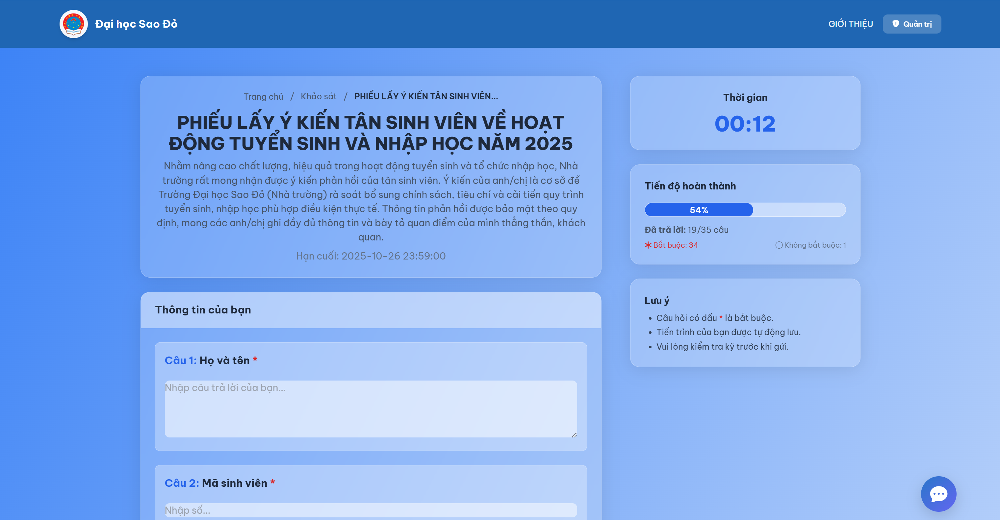 Đại học Sao Đỏ
GIỚI THIỆU
Quản trị
Trang chủ / Khảo sát / PHIẾU LẤY Ý KIẾN TÂN SINH VIÊN...
PHIẾU LẤY Ý KIẾN TÂN SINH VIÊN VỀ HOẠT
ĐỘNG TUYỂN SINH VÀ NHẬP HỌC NĂM 2025
Nhằm nâng cao chất lượng, hiệu quả trong hoạt động tuyển sinh và tổ chức nhập học, Nhà
trường rất mong nhận được ý kiến phản hồi của tân sinh viên. Ý kiến của anh/chị là cơ sở để
Trường Đại học Sao Đỏ (Nhà trường) rà soát bổ sung chính sách, tiêu chí và cải tiến quy trình
tuyển sinh, nhập học phù hợp điều kiện thực tế. Thông tin phản hồi được bảo mật theo quy
định, mong các anh/chị ghi đầy đủ thông tin và bày tỏ quan điểm của mình thẳng thắn, khách
quan.
Hạn cuối: 2025-10-26 23:59:00
Thông tin của bạn
Câu 1: Họ và tên *
Nhập câu trả lời của bạn...
Câu 2: Mã sinh viên *
Nhập số...
Thời gian
00:12
Tiến độ hoàn thành
54%
Đã trả lời: 19/35 câu
* Bắt buộc: 34
Không bắt buộc: 1
Lưu ý
• Câu hỏi có dấu * là bắt buộc.
• Tiến trình của bạn được tự động lưu.
• Vui lòng kiểm tra kỹ trước khi gửi.